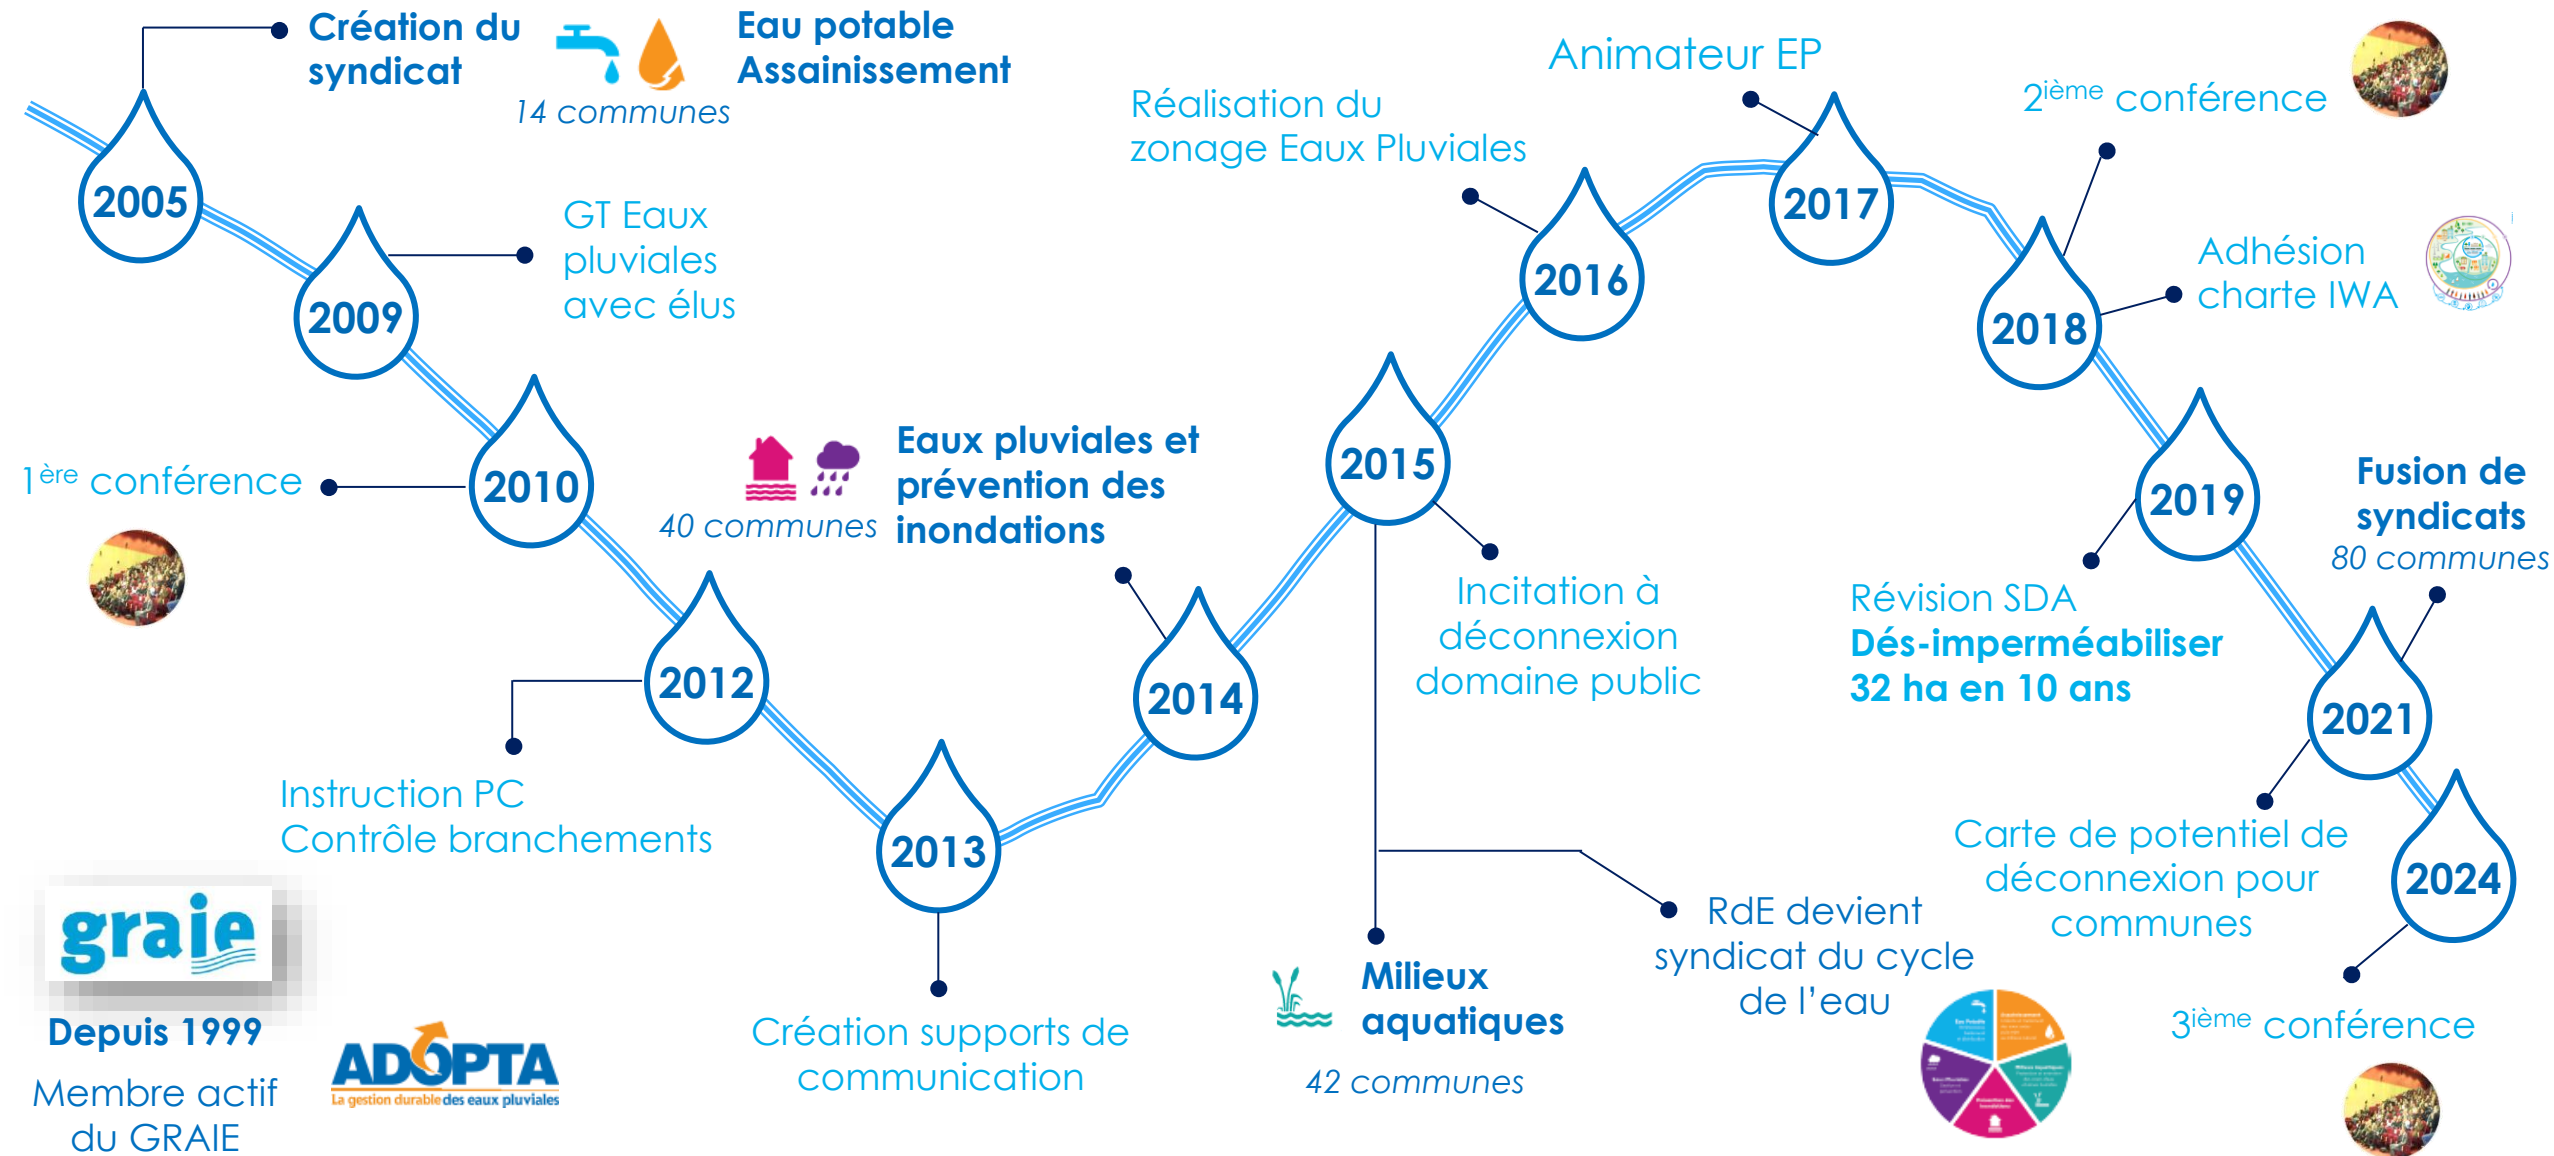 Création du
syndicat
14 communes
Eau potable
Assainissement
2005
GT Eaux
pluviales
avec élus
2009
1ère conférence
2010
Instruction PC
Contrôle branchements
2012
Création supports de
communication
2013
40 communes
Eaux pluviales et
prévention des
inondations
2014
2015
Incitation à
déconnexion
domaine public
Milieux
aquatiques
42 communes
RdE devient
syndicat du cycle
de l'eau
Réalisation du
zonage Eaux Pluviales
2016
Animateur EP
2017
2ième conférence
Adhésion
charte IWA
2018
2019
Révision SDA
Dés-imperméabiliser
32 ha en 10 ans
Fusion de
syndicats
80 communes
2021
Carte de potentiel de
déconnexion pour
communes
2024
3ième conférence
graie
Depuis 1999
Membre actif
du GRAIE
ADOPTA
La gestion durable des eaux pluviales